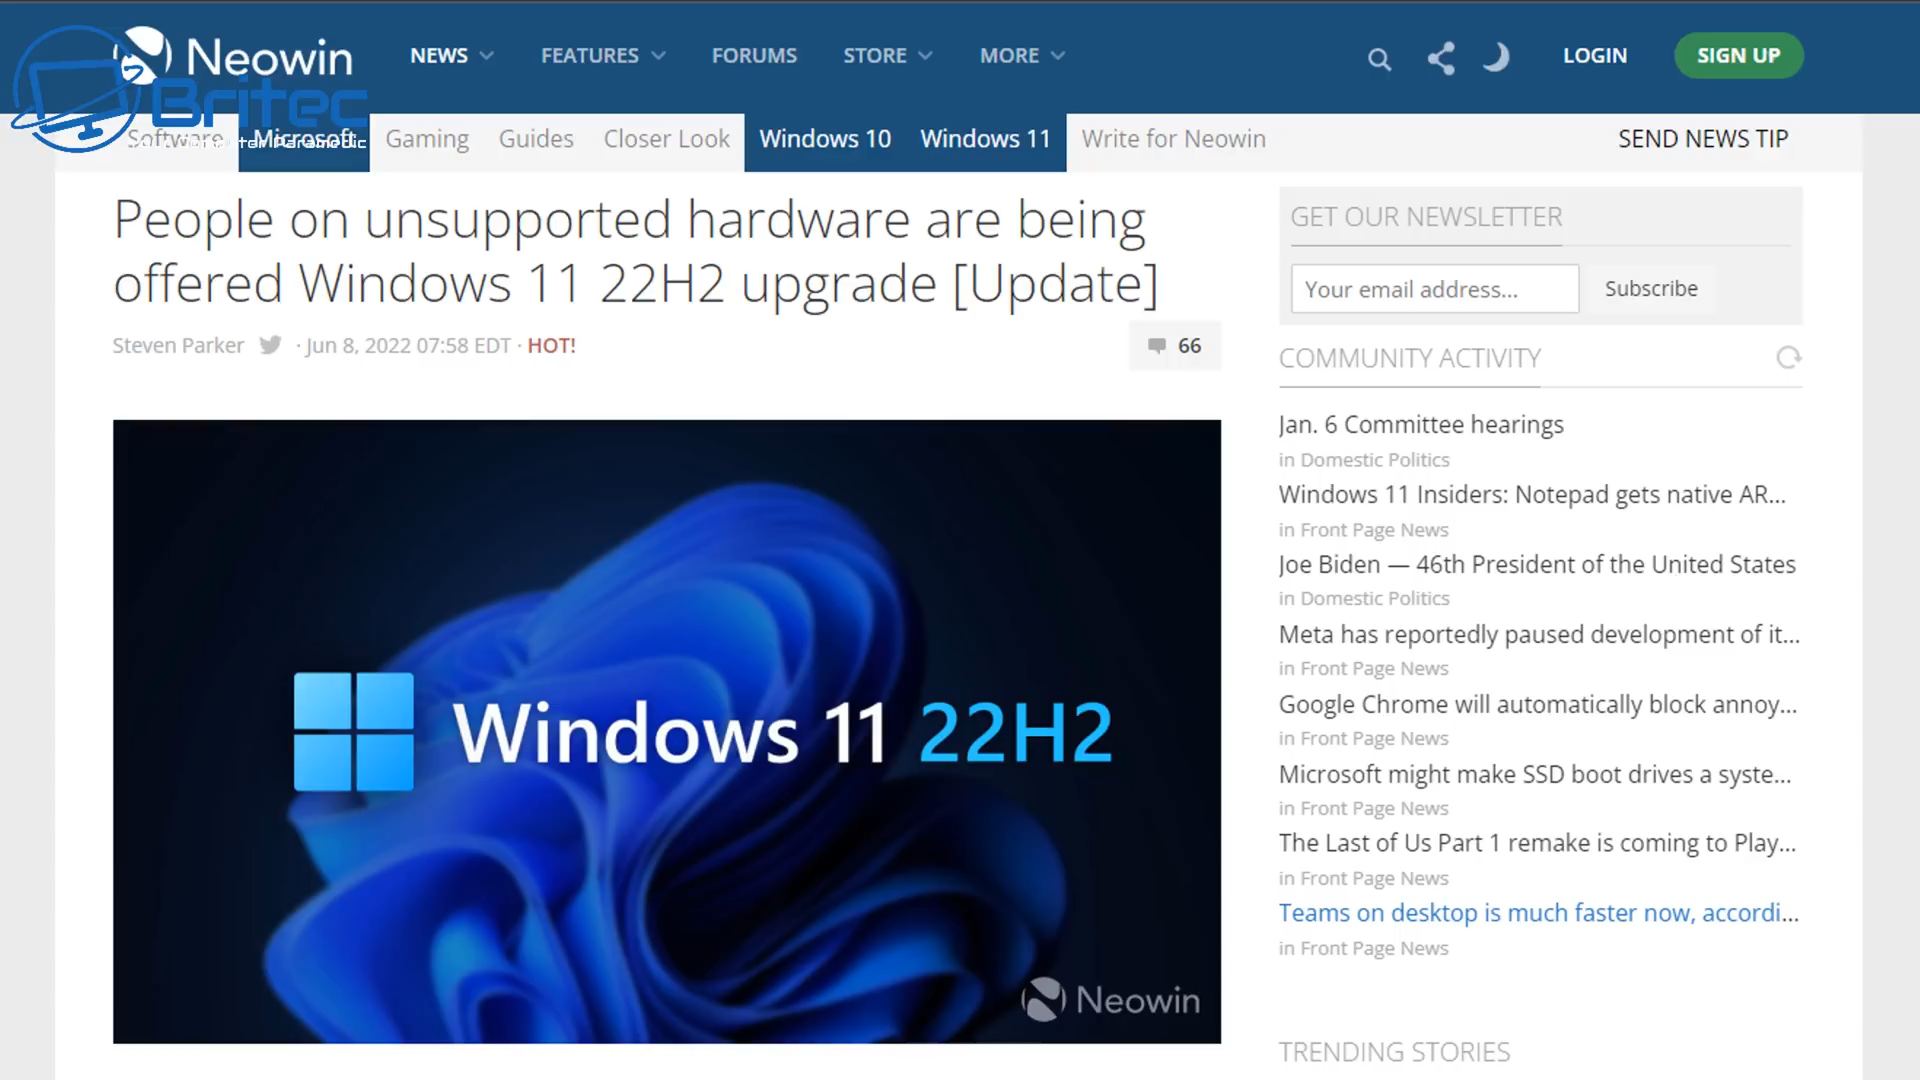 Neowin
NEWS
FEATURES
FORUMS
STORE
MORE
LOGIN
SIGN UP
Britec
Software
Microsoft
Gaming
Guides
Closer Look
Windows 10
Windows 11
Write for Neowin
SEND NEWS TIP
People on unsupported hardware are being
offered Windows 11 22H2 upgrade [Update]
Steven Parker · Jun 8, 2022 07:58 EDT · HOT!
66
Windows 11 22H2
Neowin
GET OUR NEWSLETTER
Your email address...
Subscribe
COMMUNITY ACTIVITY
Jan. 6 Committee hearings
in Domestic Politics
Windows 11 Insiders: Notepad gets native AR...
in Front Page News
Joe Biden — 46th President of the United States
in Domestic Politics
Meta has reportedly paused development of it...
in Front Page News
Google Chrome will automatically block annoy...
in Front Page News
Microsoft might make SSD boot drives a syste...
in Front Page News
The Last of Us Part 1 remake is coming to Play...
in Front Page News
Teams on desktop is much faster now, accordi...
in Front Page News
TRENDING STORIES